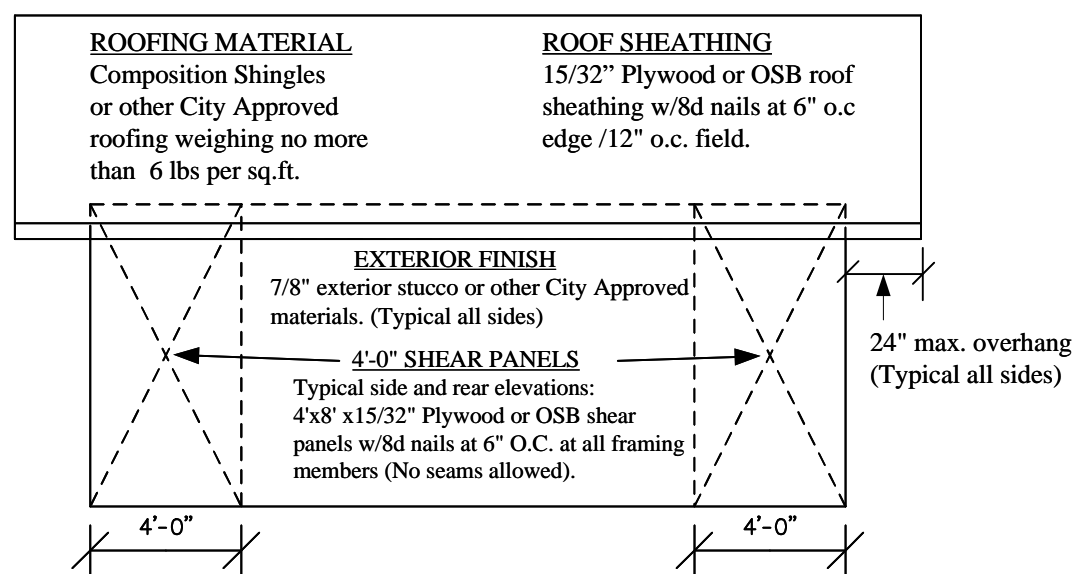 ROOFING MATERIAL
Composition Shingles
or other City Approved
roofing weighing no more
than 6 lbs per sq.ft.
ROOF SHEATHING
15/32” Plywood or OSB roof
sheathing w/8d nails at 6" o.c
edge /12" o.c. field.
EXTERIOR FINISH
7/8" exterior stucco or other City Approved
materials. (Typical all sides)
4'-0" SHEAR PANELS
Typical side and rear elevations:
4'x8' x15/32" Plywood or OSB shear
panels w/8d nails at 6" O.C. at all framing
members (No seams allowed).
24" max. overhang
(Typical all sides)
4’-0”
4’-0”